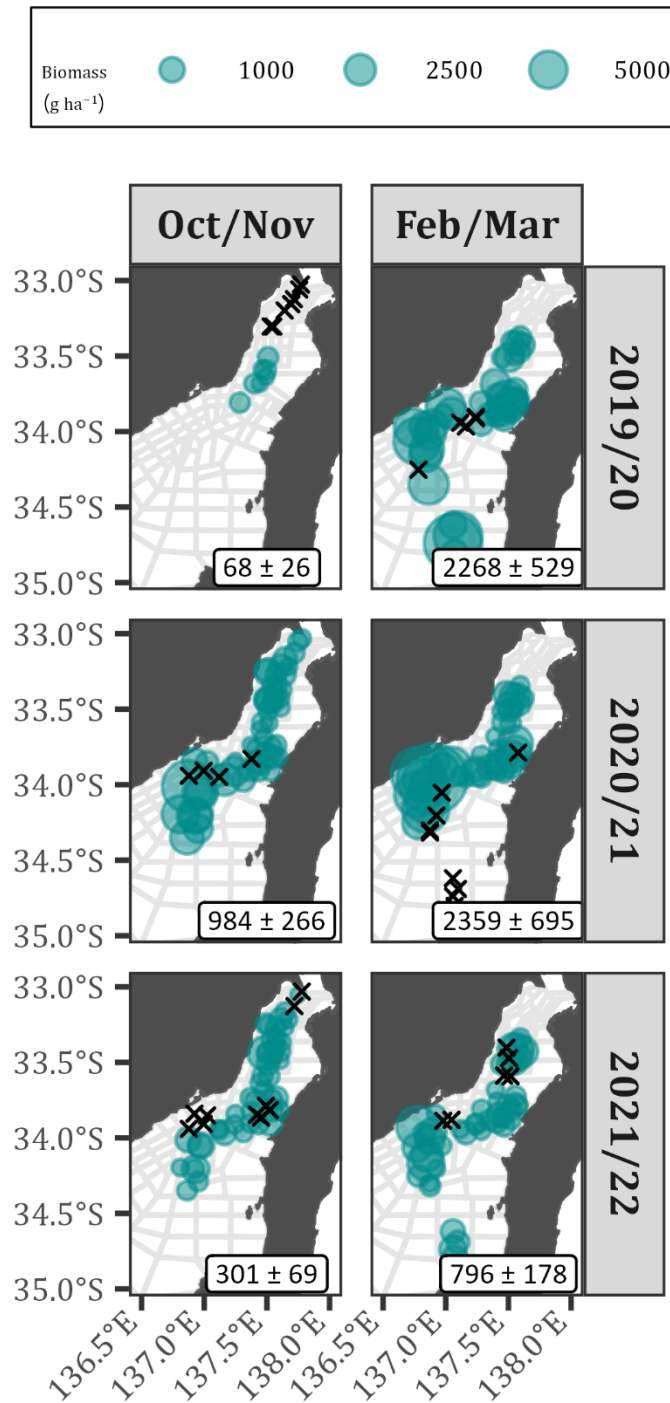 Biomass
(g ha⁻¹)
1000
2500
5000
Oct/Nov
Feb/Mar
33.0°S
33.5°S
34.0°S
34.5°S
35.0°S
68 ± 26
2268 ± 529
2019/20
33.0°S
33.5°S
34.0°S
34.5°S
35.0°S
984 ± 266
2359 ± 695
2020/21
33.0°S
33.5°S
34.0°S
34.5°S
35.0°S
301 ± 69
796 ± 178
2021/22
136.5°E
137.0°E
137.5°E
138.0°E
136.5°E
137.0°E
137.5°E
138.0°E